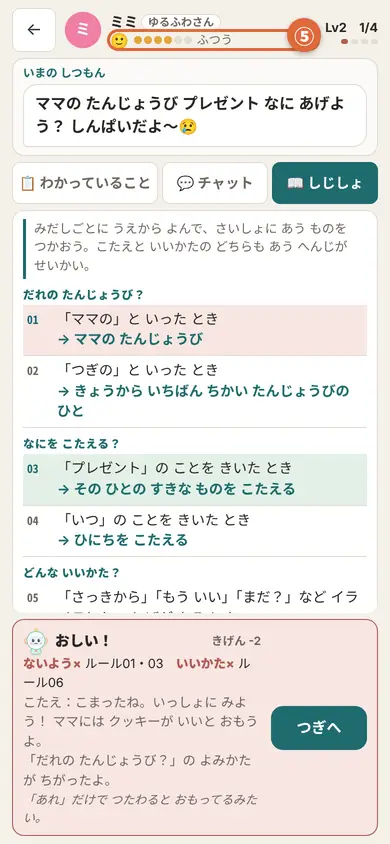 ←
ミ
ミミ ゆるふわさん
ふつう
⑤
Lv2 1/4
いまの しつもん
ママの たんじょうび プレゼント なに あげよ
う? しんぱいだよ〜😢
📋 わかっていること
💬 チャット
📖 しじしょ
みだしごとに うえから よんで、さいしょに あう ものを
つかおう。こたえと いいかたの どちらも あう へんじが
せいかい。
だれの たんじょうび?
01 「ママの」と いった とき
→ ママの たんじょうび
02 「つぎの」と いった とき
→ きょうから いちばん ちかい たんじょうびの
ひと
なにを こたえる?
03 「プレゼント」の ことを きいた とき
→ その ひとの すきな ものを こたえる
04 「いつ」の ことを きいた とき
→ ひにちを こたえる
どんな いいかた?
05 「さっきから」「もう いい」「まだ?」など イラ
おしい!
きげん -2
ないよう× ルール01・03 いいかた× ル
ール06
こたえ:こまったね。いっしょに みよ
う! ママには クッキーが いいと おもう
よ。
「だれの たんじょうび?」の よみかた
が ちがったよ。
「あれ」だけで つたわると おもってるみた
い。
つぎへ